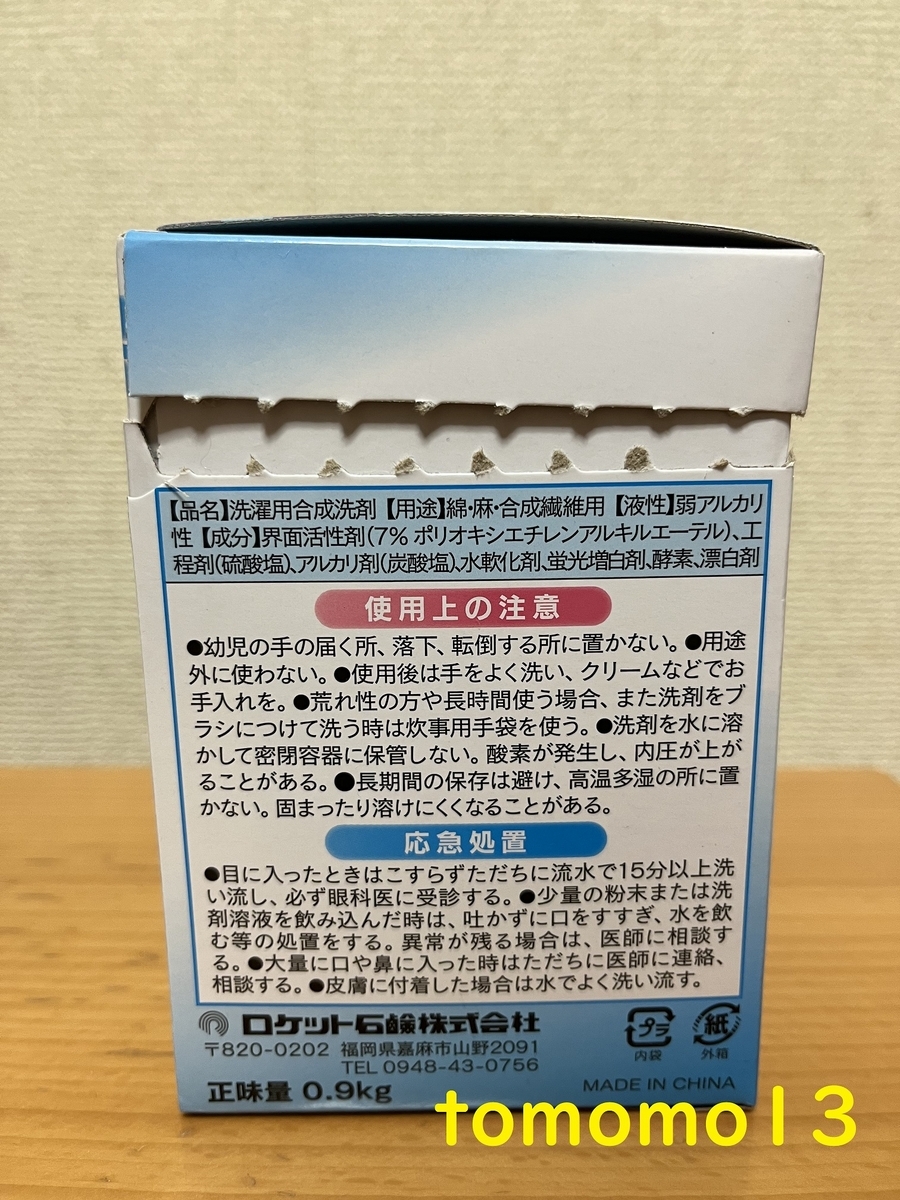 【品名】洗濯用合成洗剤 【用途】綿・麻・合成繊維用 【液性】弱アルカリ
性 【成分】界面活性剤(7% ポリオキシエチレンアルキルエーテル)、工
程剤(硫酸塩)、アルカリ剤(炭酸塩)、水軟化剤、蛍光増白剤、酵素、漂白剤
使用上の注意
●幼児の手の届く所、落下、転倒する所に置かない。●用途
外に使わない。●使用後は手をよく洗い、クリームなどでお
手入れを。●荒れ性の方や長時間使う場合、また洗剤をブ
ラシにつけて洗う時は炊事用手袋を使う。●洗剤を水に溶
かして密閉容器に保管しない。酸素が発生し、内圧が上が
ることがある。●長期間の保存は避け、高温多湿の所に置
かない。固まったり溶けにくくなることがある。
応急処置
●目に入ったときはこすらずただちに流水で15分以上洗
い流し、必ず眼科医に受診する。●少量の粉末または洗
剤溶液を飲み込んだ時は、吐かずに口をすすぎ、水を飲
む等の処置をする。異常が残る場合は、医師に相談す
る。●大量に口や鼻に入った時はただちに医師に連絡、
相談する。●皮膚に付着した場合は水でよく洗い流す。
ロケット石鹸株式会社
〒820-0202 福岡県嘉麻市山野2091
TEL 0948-43-0756
正味量 0.9kg
プラ
内袋
紙
外箱
MADE IN CHINA
tomomo13